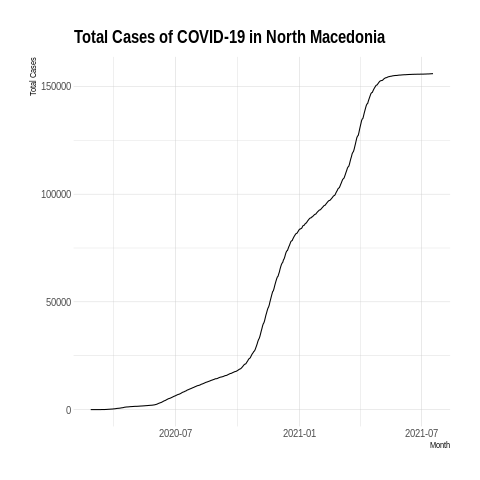 Total Cases of COVID-19 in North Macedonia
Total Cases
150000
100000
50000
0
2020-07
2021-01
2021-07
Month